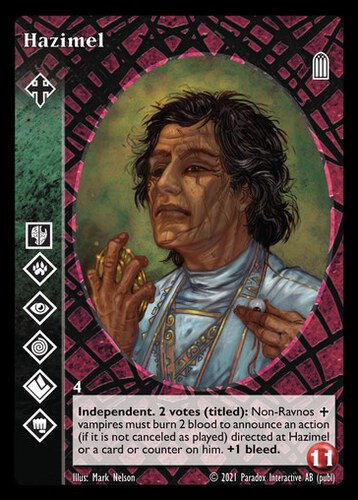 Hazimel
4
Independent. 2 votes (titled): Non-Ravnos
vampires must burn 2 blood to announce an action
(if it is not canceled as played) directed at Hazimel
or a card or counter on him. +1 bleed.
11
Illus: Mark Nelson
© 2021 Paradox Interactive AB (publ)